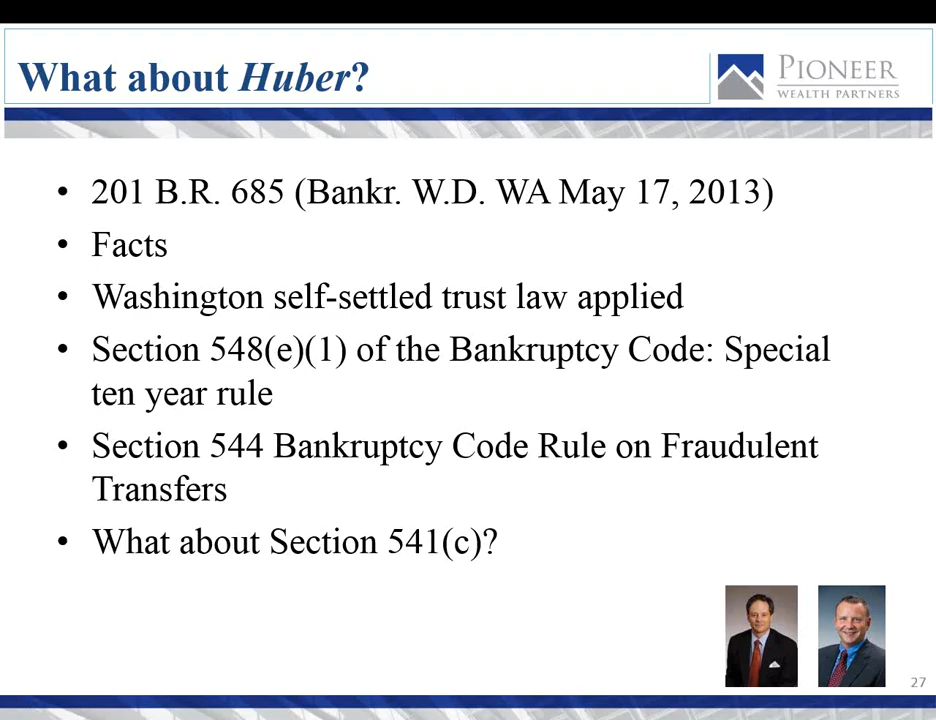 What about Huber?
PIONEER
WEALTH PARTNERS
• 201 B.R. 685 (Bankr. W.D. WA May 17, 2013)
• Facts
• Washington self-settled trust law applied
• Section 548(e)(1) of the Bankruptcy Code: Special
ten year rule
• Section 544 Bankruptcy Code Rule on Fraudulent
Transfers
• What about Section 541(c)?
27